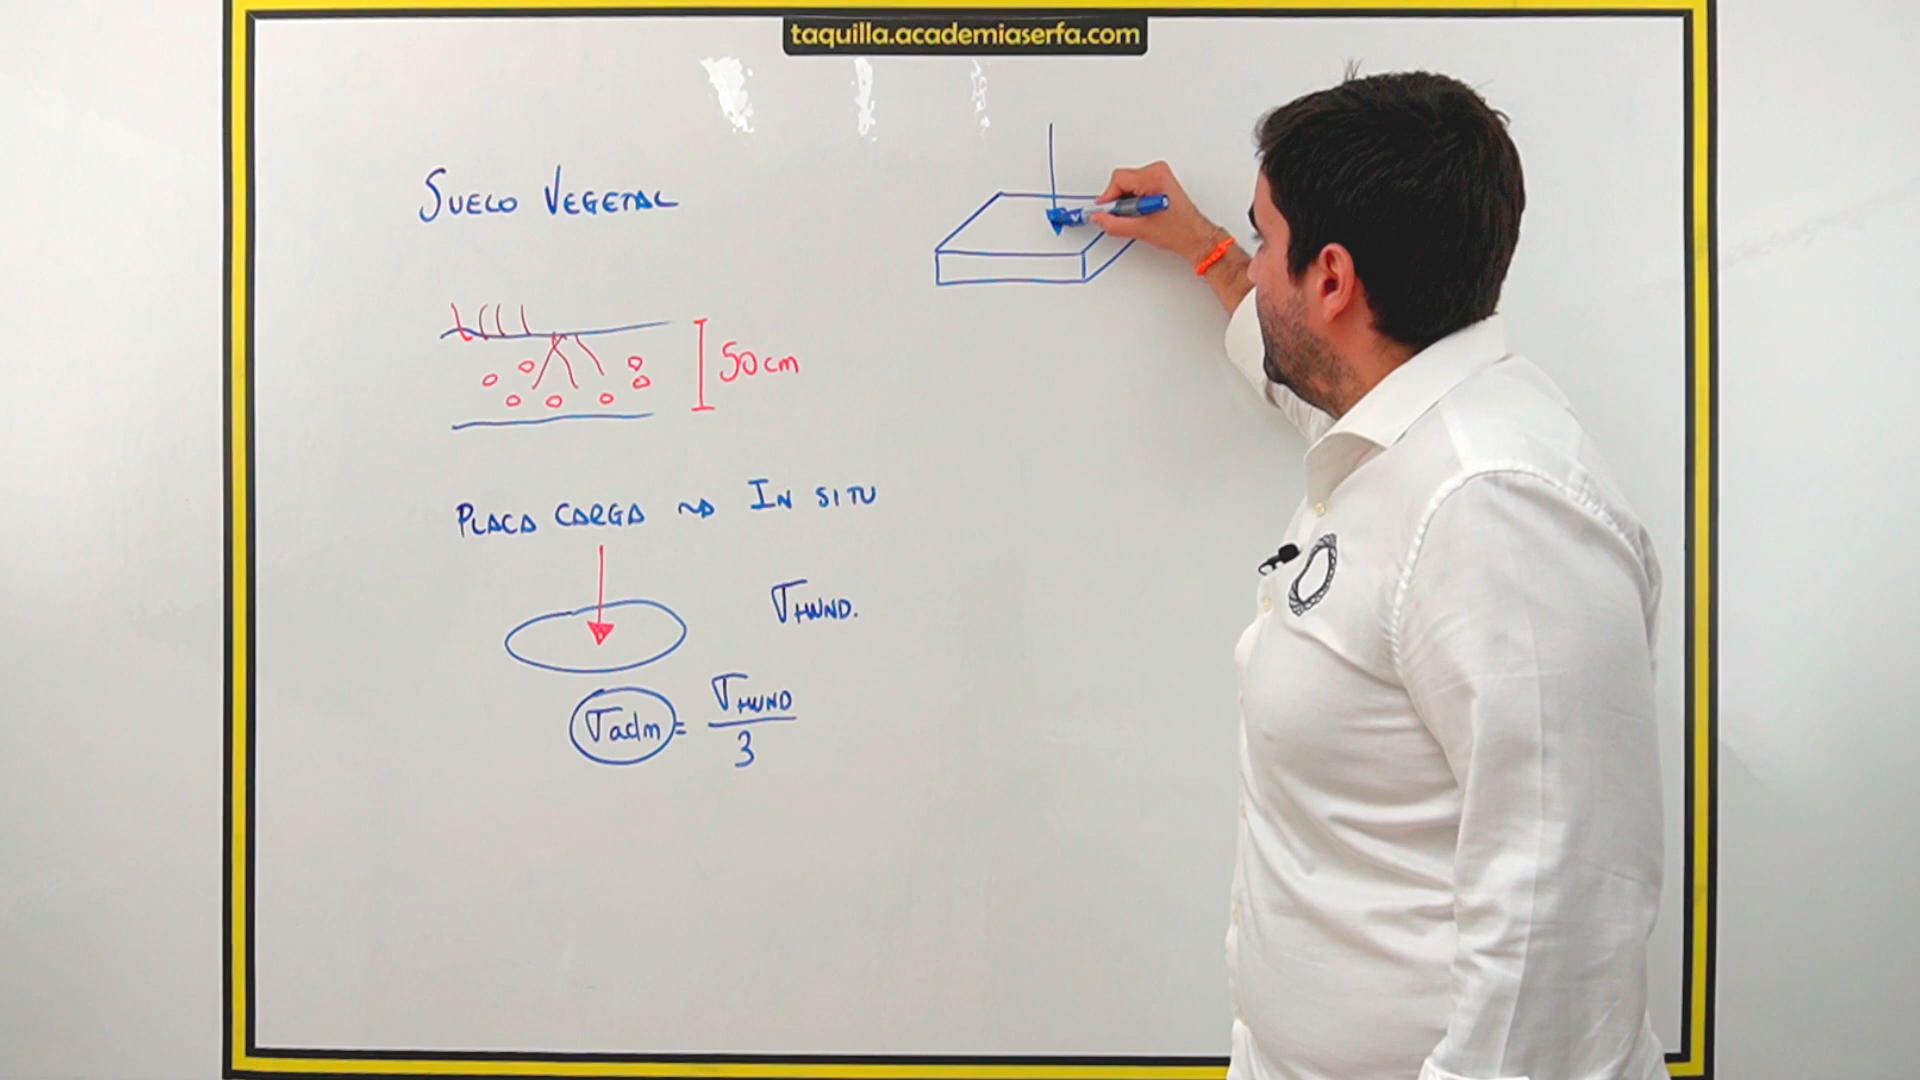 taquilla.academiaserfa.com
SUELO VEGETAL
50cm
PLACA CARGA → IN SITU
σHUND.
σadm = σHUND
3